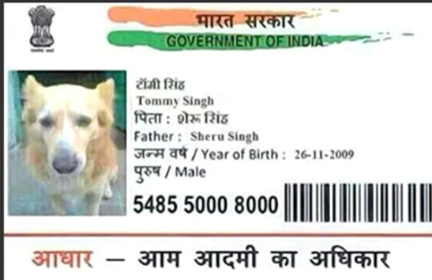 भारत सरकार
GOVERNMENT OF INDIA
टॉमी सिंह
Tommy Singh
पिता : शेरू सिंह
Father : Sheru Singh
जन्म वर्ष / Year of Birth : 26-11-2009
पुरुष / Male
5485 5000 8000
आधार – आम आदमी का अधिकार